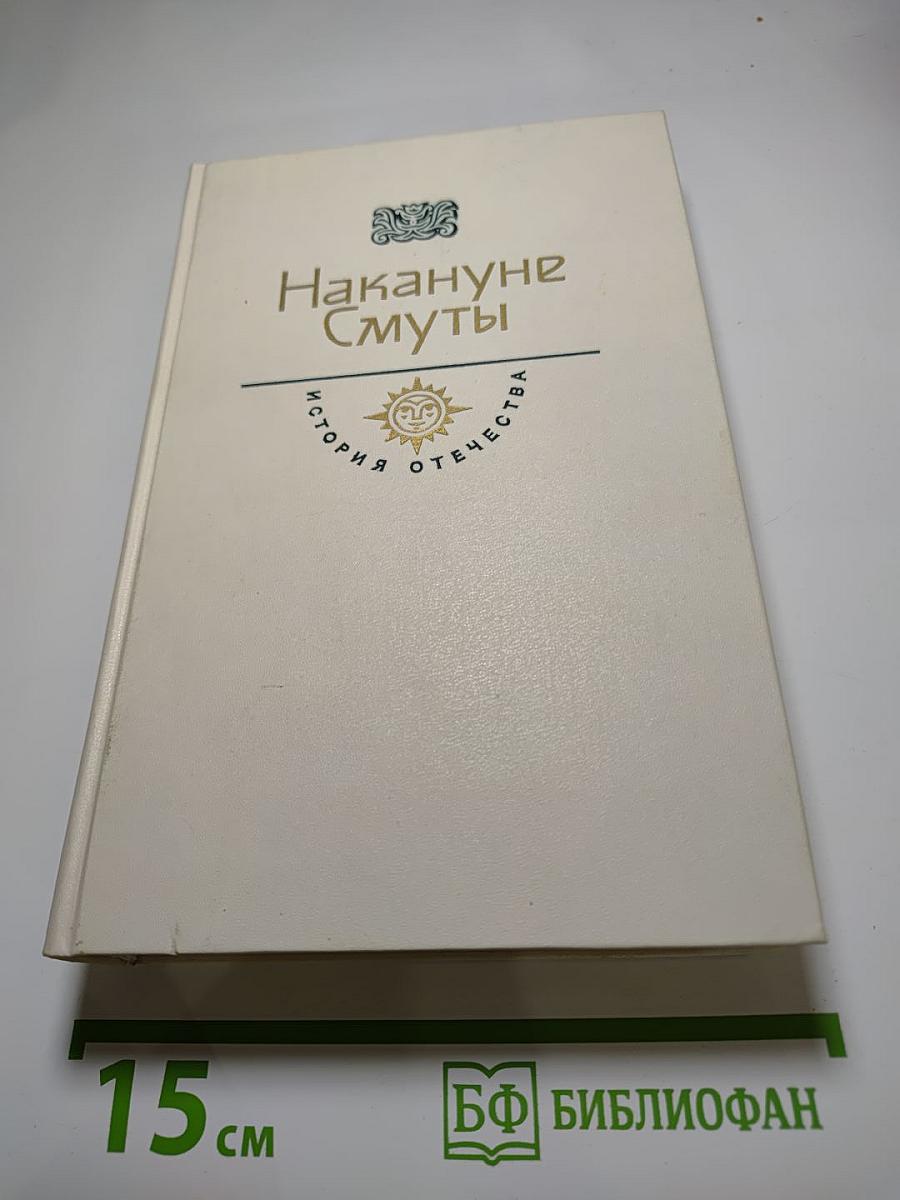 Накануне
Смуты
ИСТОРИЯ ОТЕЧЕСТВА
15 см
БФ БИБЛИОФАН